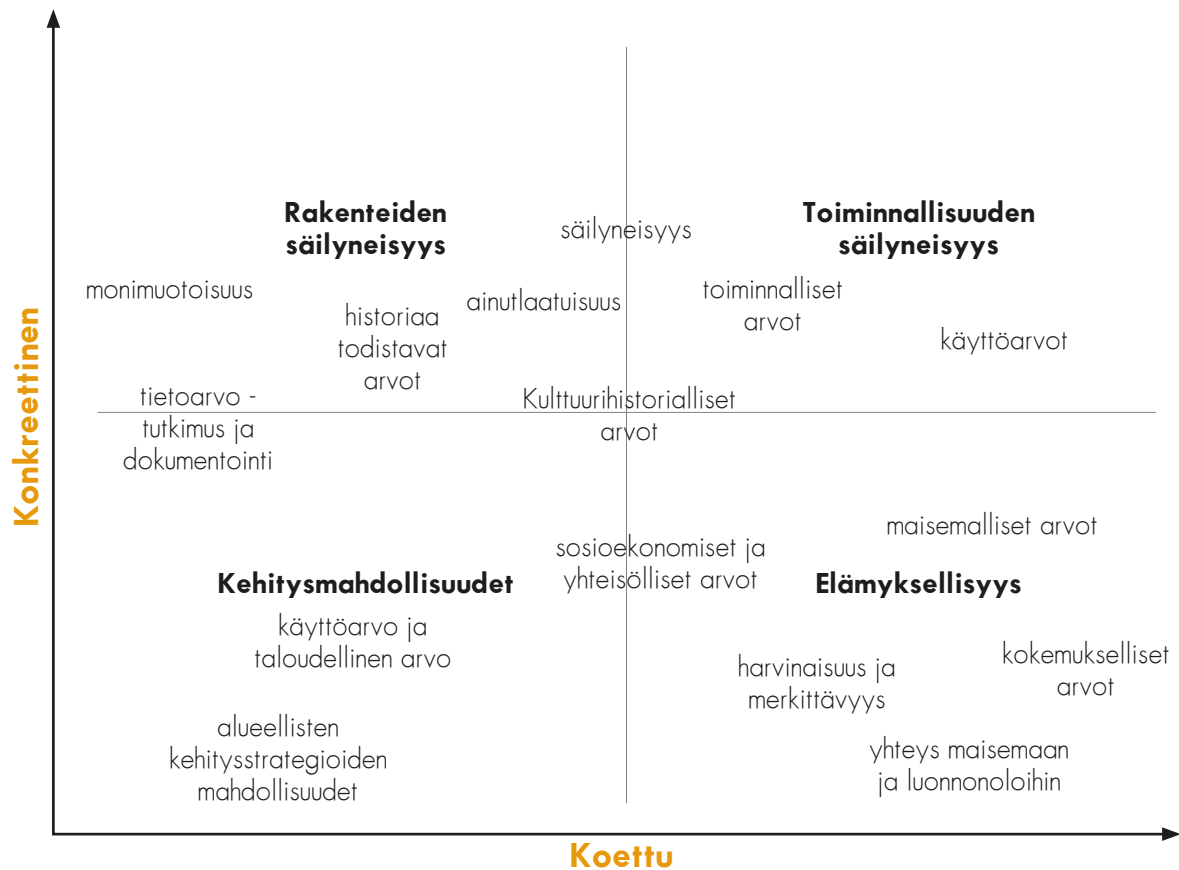 Konkreettinen
Rakenteiden
säilyneisyys
säilyneisyys
Toiminnallisuuden
säilyneisyys
monimuotoisuus
historiaa
todistavat
arvot
ainutlaatuisuus
toiminnalliset
arvot
käyttöarvot
tietoarvo -
tutkimus ja
dokumentointi
Kulttuurihistorialliset
arvot
sosioekonomiset ja
yhteisölliset arvot
maisemalliset arvot
Kehitysmahdollisuudet
Elämyksellisyys
käyttöarvo ja
taloudellinen arvo
harvinaisuus ja
merkittävyys
kokemukselliset
arvot
alueellisten
kehitysstrategioiden
mahdollisuudet
yhteys maisemaan
ja luonnonoloihin
Koettu